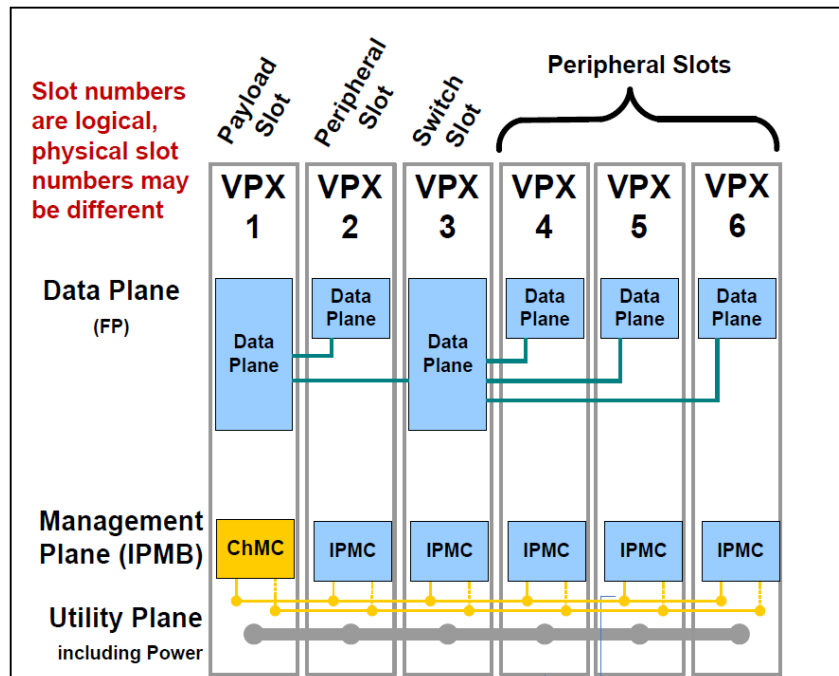 Slot numbers
are logical,
physical slot
numbers may
be different
Payload
Slot
Peripheral
Slot
Switch
Slot
Peripheral Slots
VPX
1
VPX
2
VPX
3
VPX
4
VPX
5
VPX
6
Data Plane
(FP)
Data
Plane
Data
Plane
Data
Plane
Data
Plane
Data
Plane
Data
Plane
Management
Plane (IPMB)
ChMC
IPMC
IPMC
IPMC
IPMC
IPMC
Utility Plane
including Power